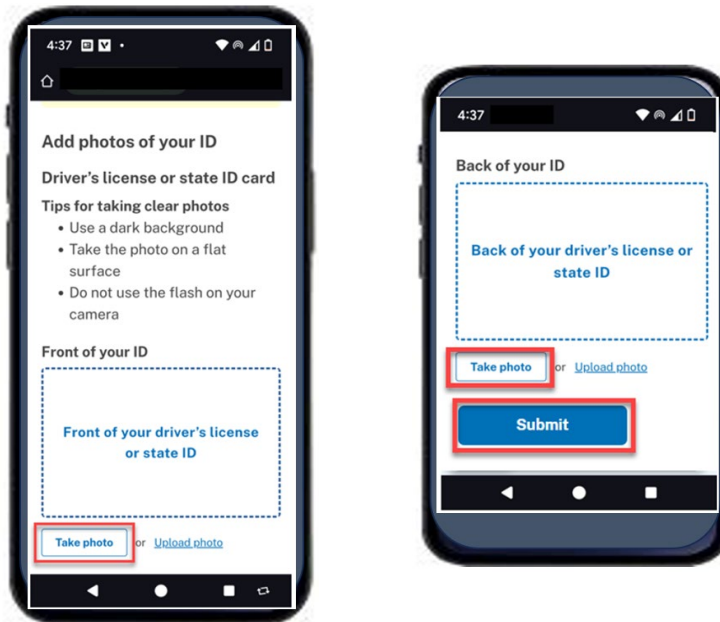 4:37
Add photos of your ID
Driver's license or state ID card
Tips for taking clear photos
• Use a dark background
• Take the photo on a flat
surface
• Do not use the flash on your
camera
Front of your ID
Front of your driver's license
or state ID
Take photo or Upload photo
4:37
Back of your ID
Back of your driver's license or
state ID
Take photo or Upload photo
Submit